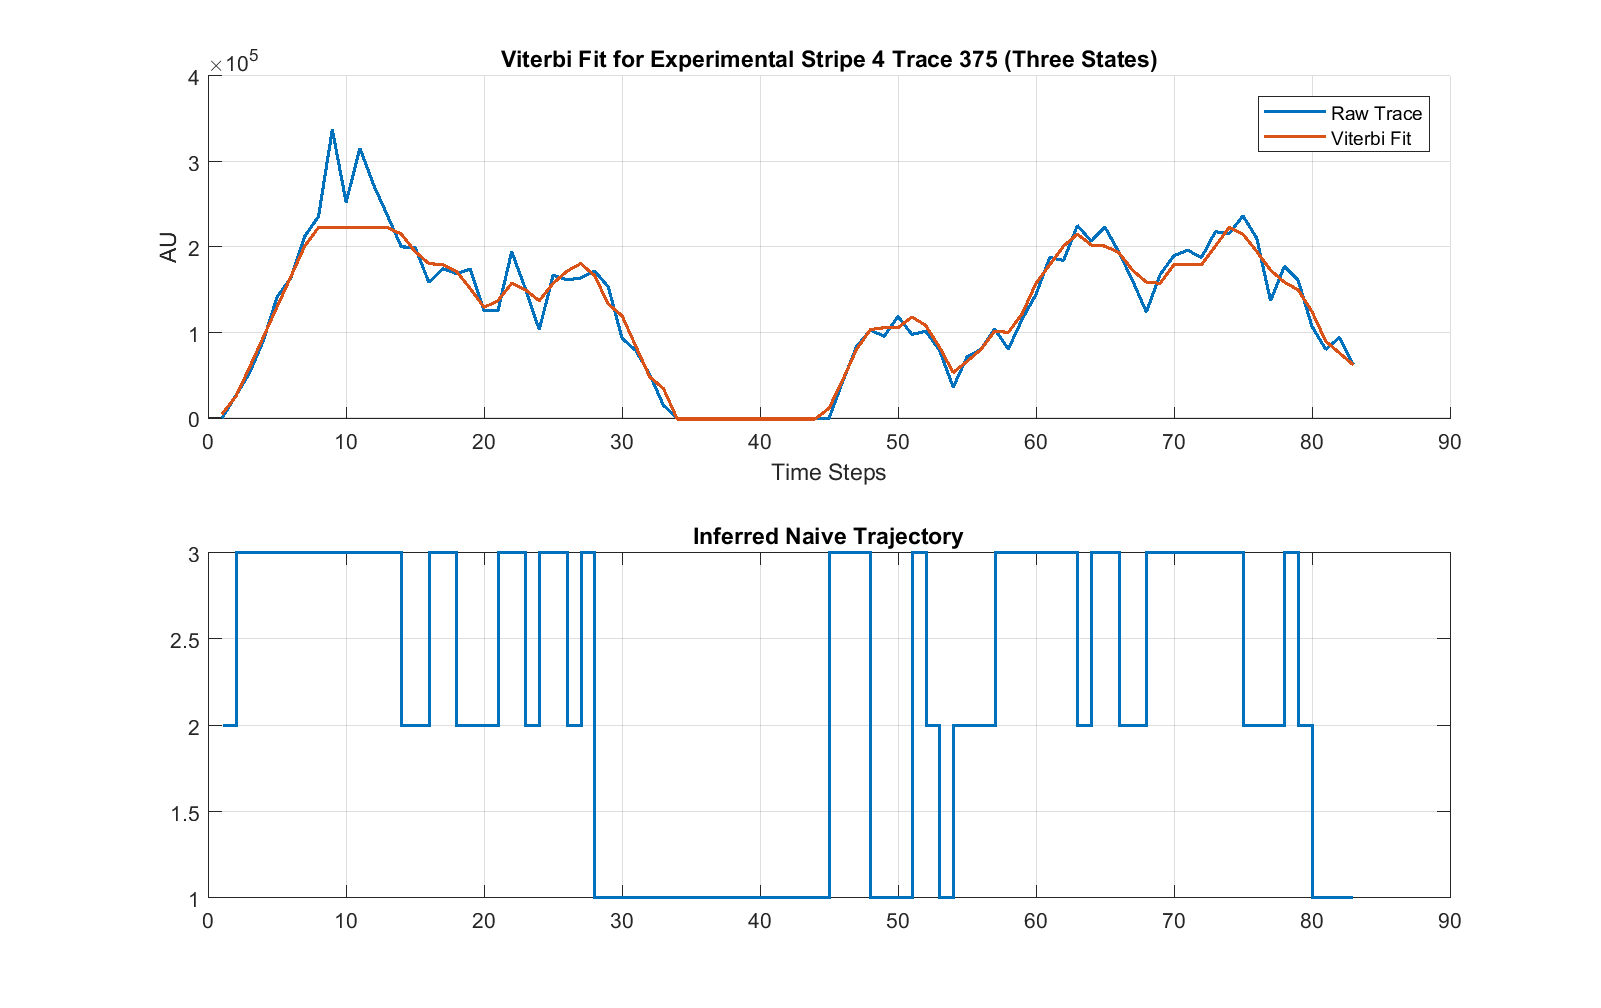 Viterbi Fit for Experimental Stripe 4 Trace 375 (Three States)
×10^5
4
3
2
1
0
AU
Raw Trace
Viterbi Fit
0 10 20 30 40 50 60 70 80 90
Time Steps
Inferred Naive Trajectory
3
2.5
2
1.5
1
0 10 20 30 40 50 60 70 80 90